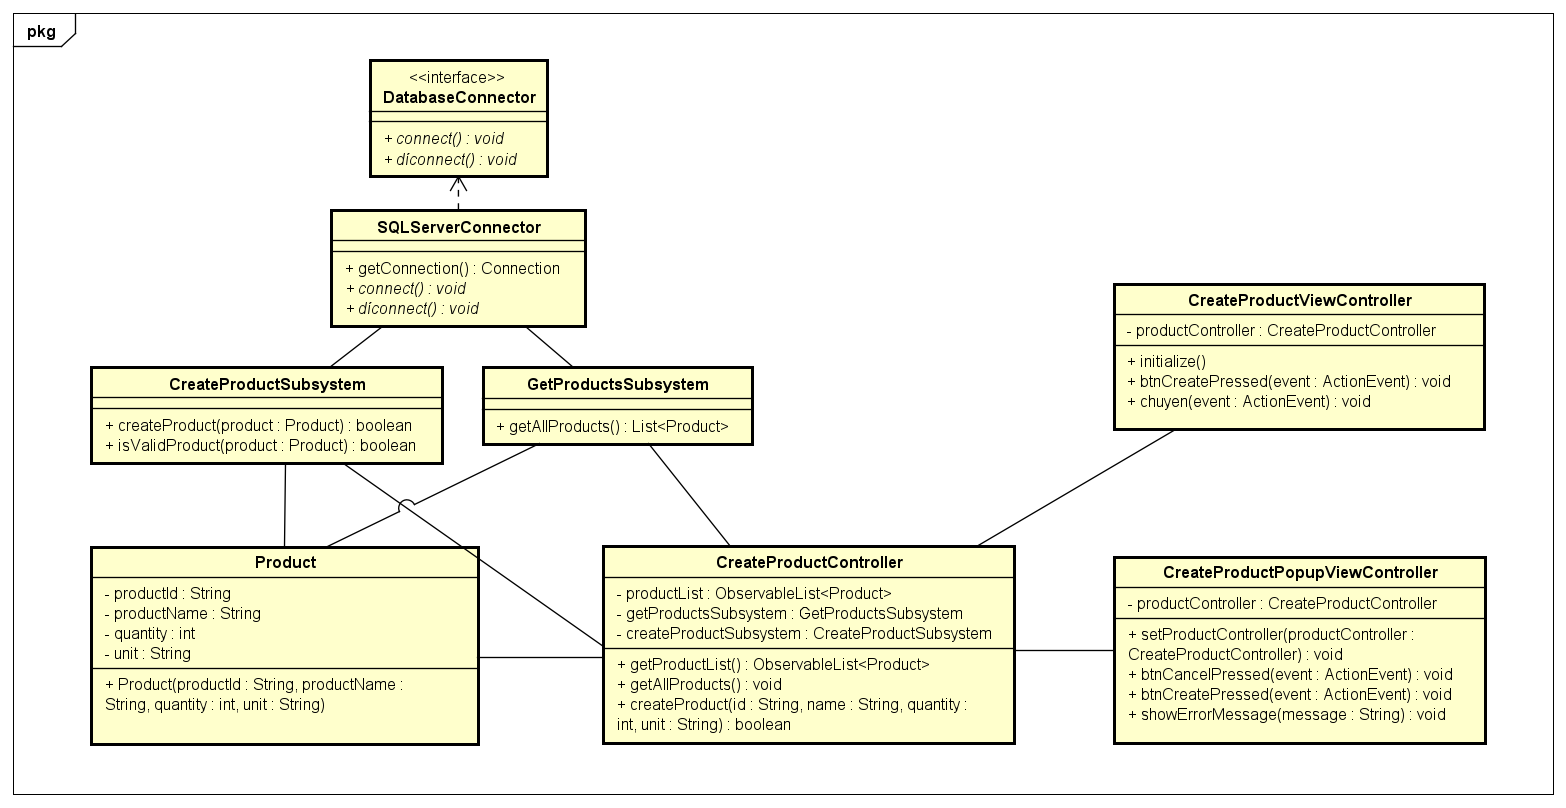 pkg
<<interface>>
DatabaseConnector
+ connect() : void
+ díconnect() : void
SQLServerConnector
+ getConnection() : Connection
+ connect() : void
+ díconnect() : void
CreateProductViewController
- productController : CreateProductController
+ initialize()
+ btnCreatePressed(event : ActionEvent) : void
+ chuyen(event : ActionEvent) : void
CreateProductSubsystem
+ createProduct(product : Product) : boolean
+ isValidProduct(product : Product) : boolean
GetProductsSubsystem
+ getAllProducts() : List<Product>
Product
- productId : String
- productName : String
- quantity : int
- unit : String
+ Product(productId : String, productName :
String, quantity : int, unit : String)
CreateProductController
- productList : ObservableList<Product>
- getProductsSubsystem : GetProductsSubsystem
- createProductSubsystem : CreateProductSubsystem
+ getProductList() : ObservableList<Product>
+ getAllProducts() : void
+ createProduct(id : String, name : String, quantity :
int, unit : String) : boolean
CreateProductPopupViewController
- productController : CreateProductController
+ setProductController(productController :
CreateProductController) : void
+ btnCancelPressed(event : ActionEvent) : void
+ btnCreatePressed(event : ActionEvent) : void
+ showErrorMessage(message : String) : void